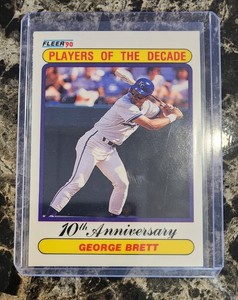 FLEER '90
PLAYERS OF THE DECADE
10th Anniversary
GEORGE BRETT